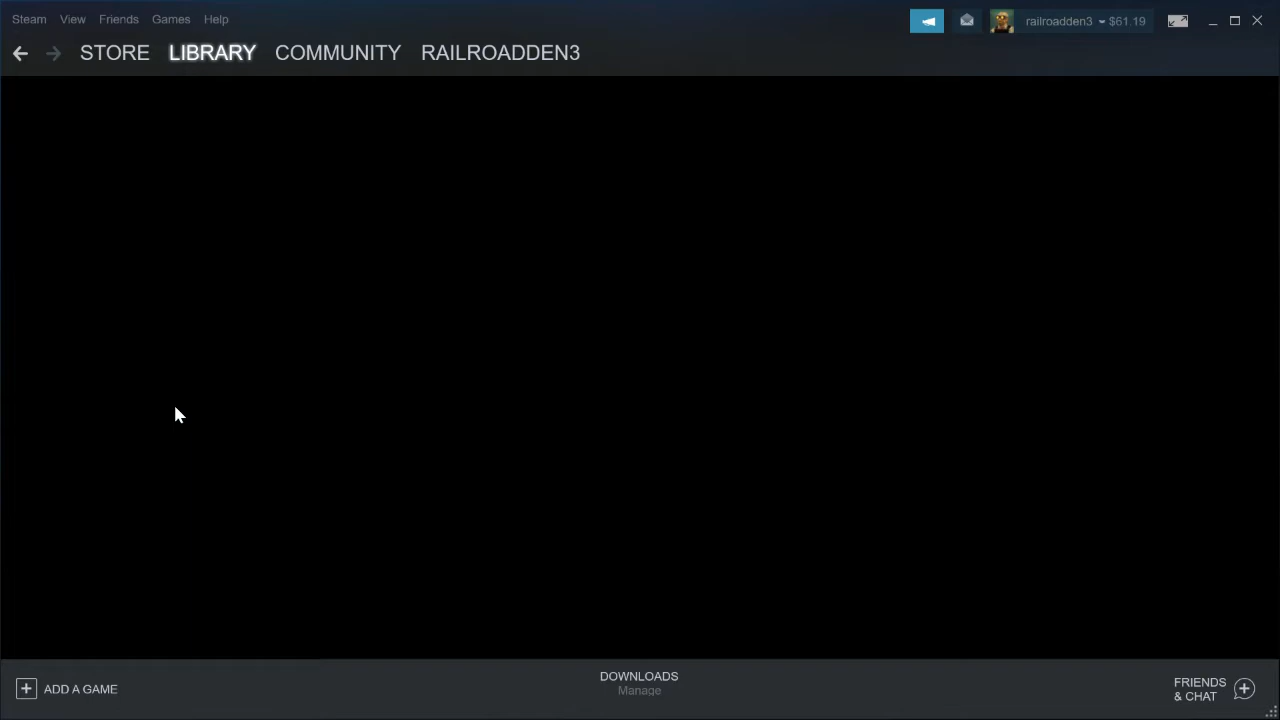 Steam View Friends Games Help
railroadden3 $61.19
STORE LIBRARY COMMUNITY RAILROADDEN3
ADD A GAME
DOWNLOADS
Manage
FRIENDS
& CHAT